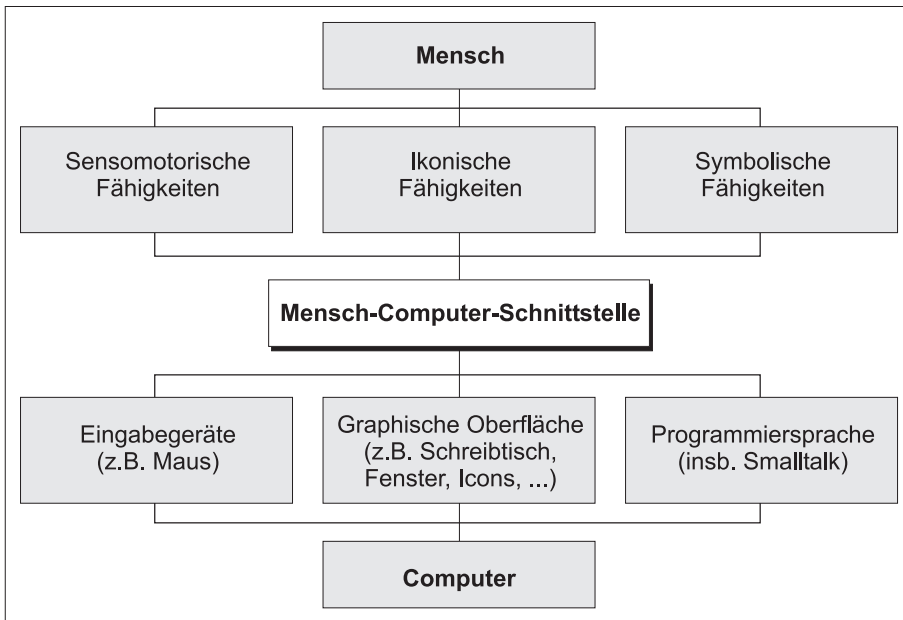 Mensch
Sensomotorische
Fähigkeiten
Ikonische
Fähigkeiten
Symbolische
Fähigkeiten
Mensch-Computer-Schnittstelle
Eingabegeräte
(z.B. Maus)
Graphische Oberfläche
(z.B. Schreibtisch,
Fenster, Icons, ...)
Programmiersprache
(insb. Smalltalk)
Computer